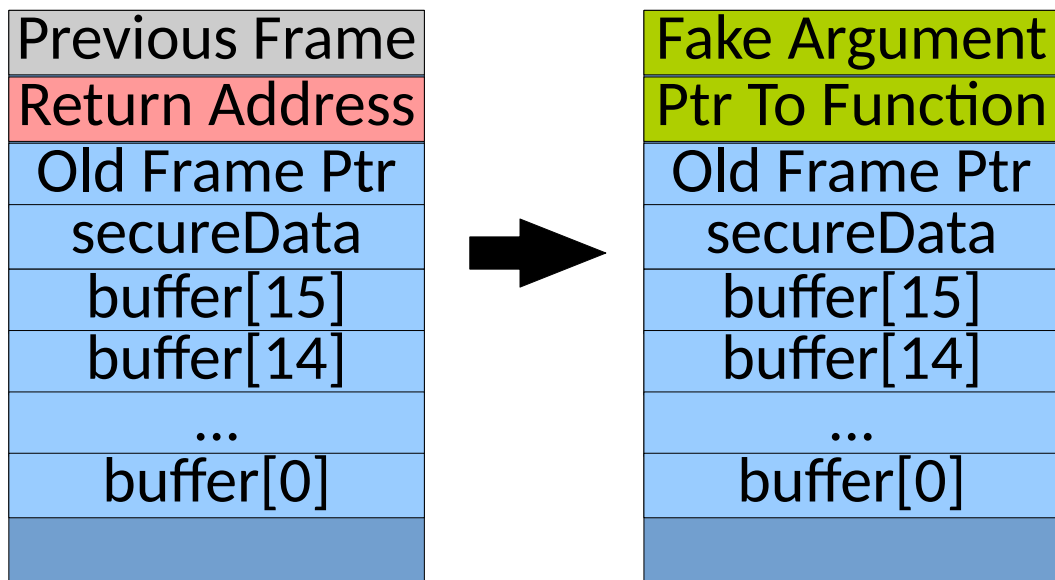 Previous Frame
Return Address
Old Frame Ptr
secureData
buffer[15]
buffer[14]
...
buffer[0]
Fake Argument
Ptr To Function
Old Frame Ptr
secureData
buffer[15]
buffer[14]
...
buffer[0]